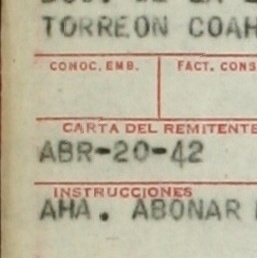 TORREON COAH
CONOC. EMB. FACT. CONS
CARTA DEL REMITENTE
ABR-20-42
INSTRUCCIONES
AHA. ABONAR